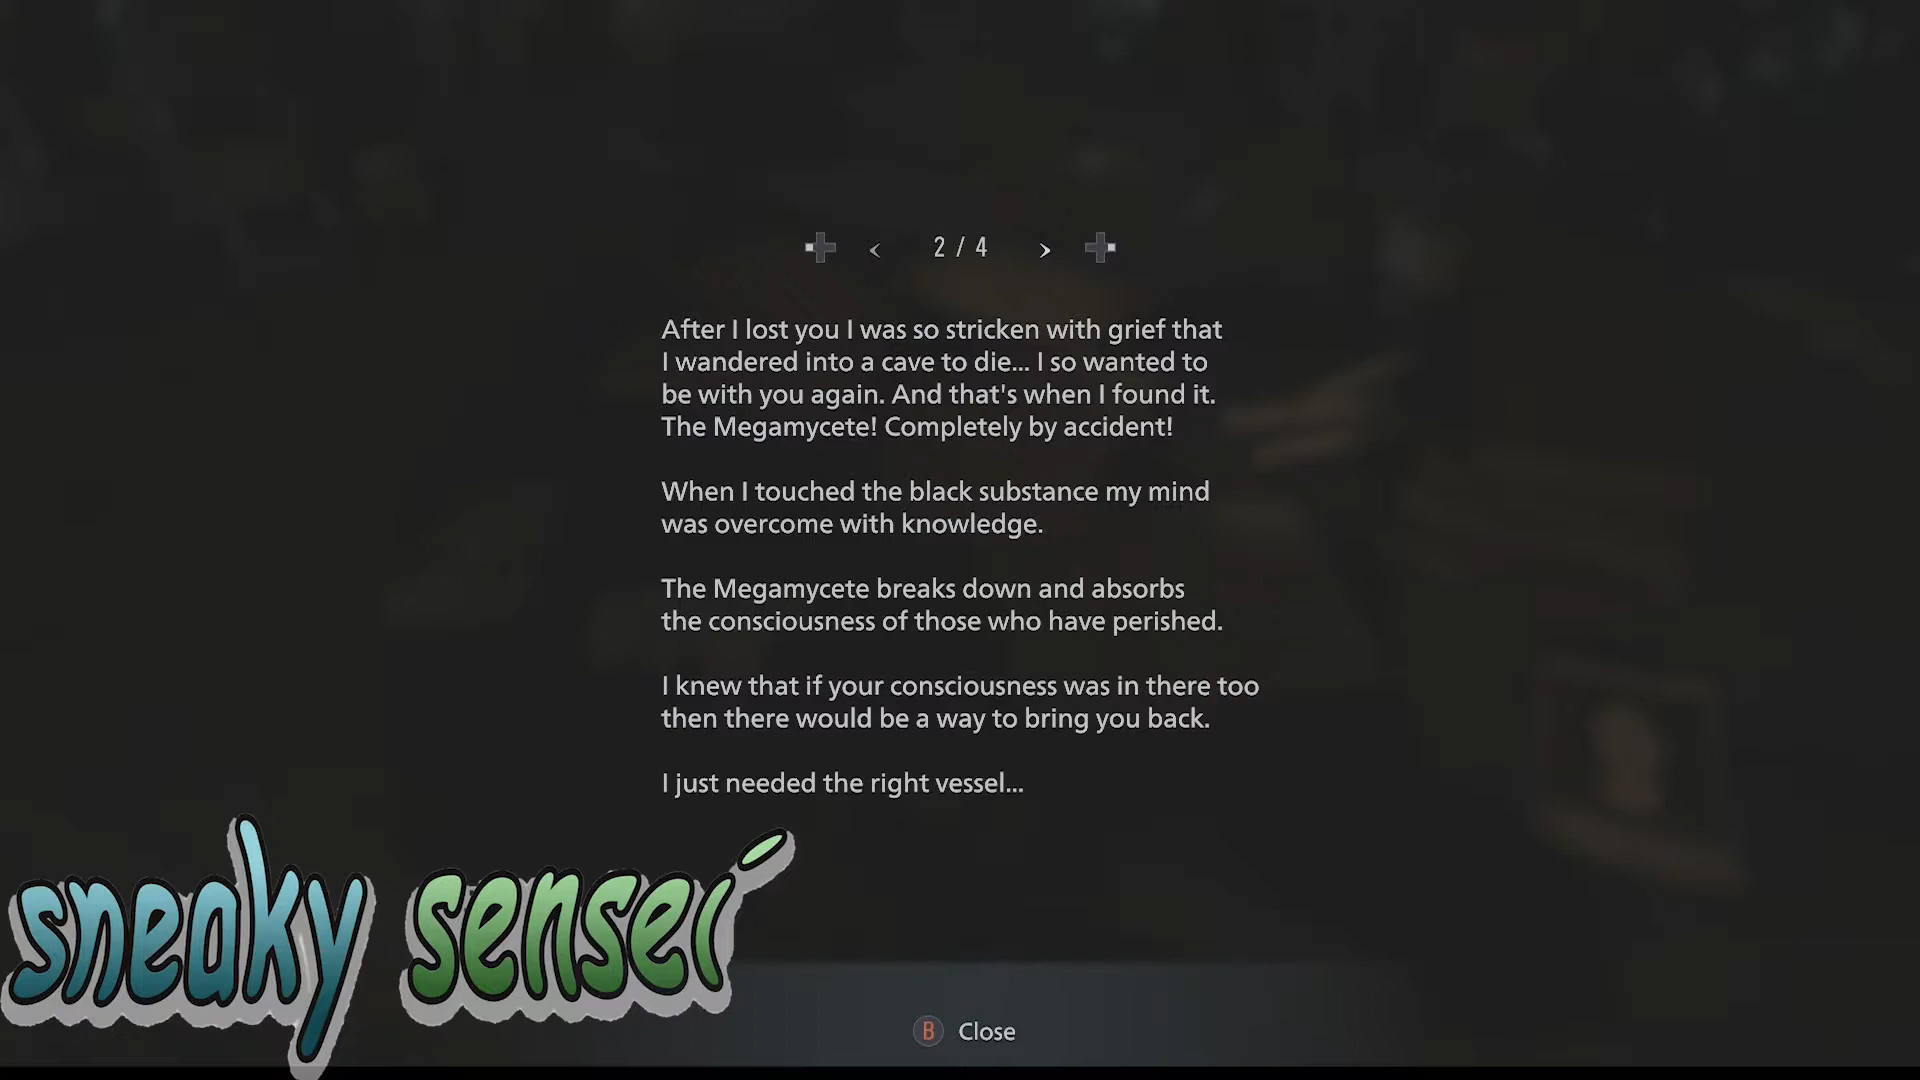 < 2 / 4 >
After I lost you I was so stricken with grief that
I wandered into a cave to die... I so wanted to
be with you again. And that's when I found it.
The Megamycete! Completely by accident!
When I touched the black substance my mind
was overcome with knowledge.
The Megamycete breaks down and absorbs
the consciousness of those who have perished.
I knew that if your consciousness was in there too
then there would be a way to bring you back.
I just needed the right vessel...
sneaky sensei
B Close